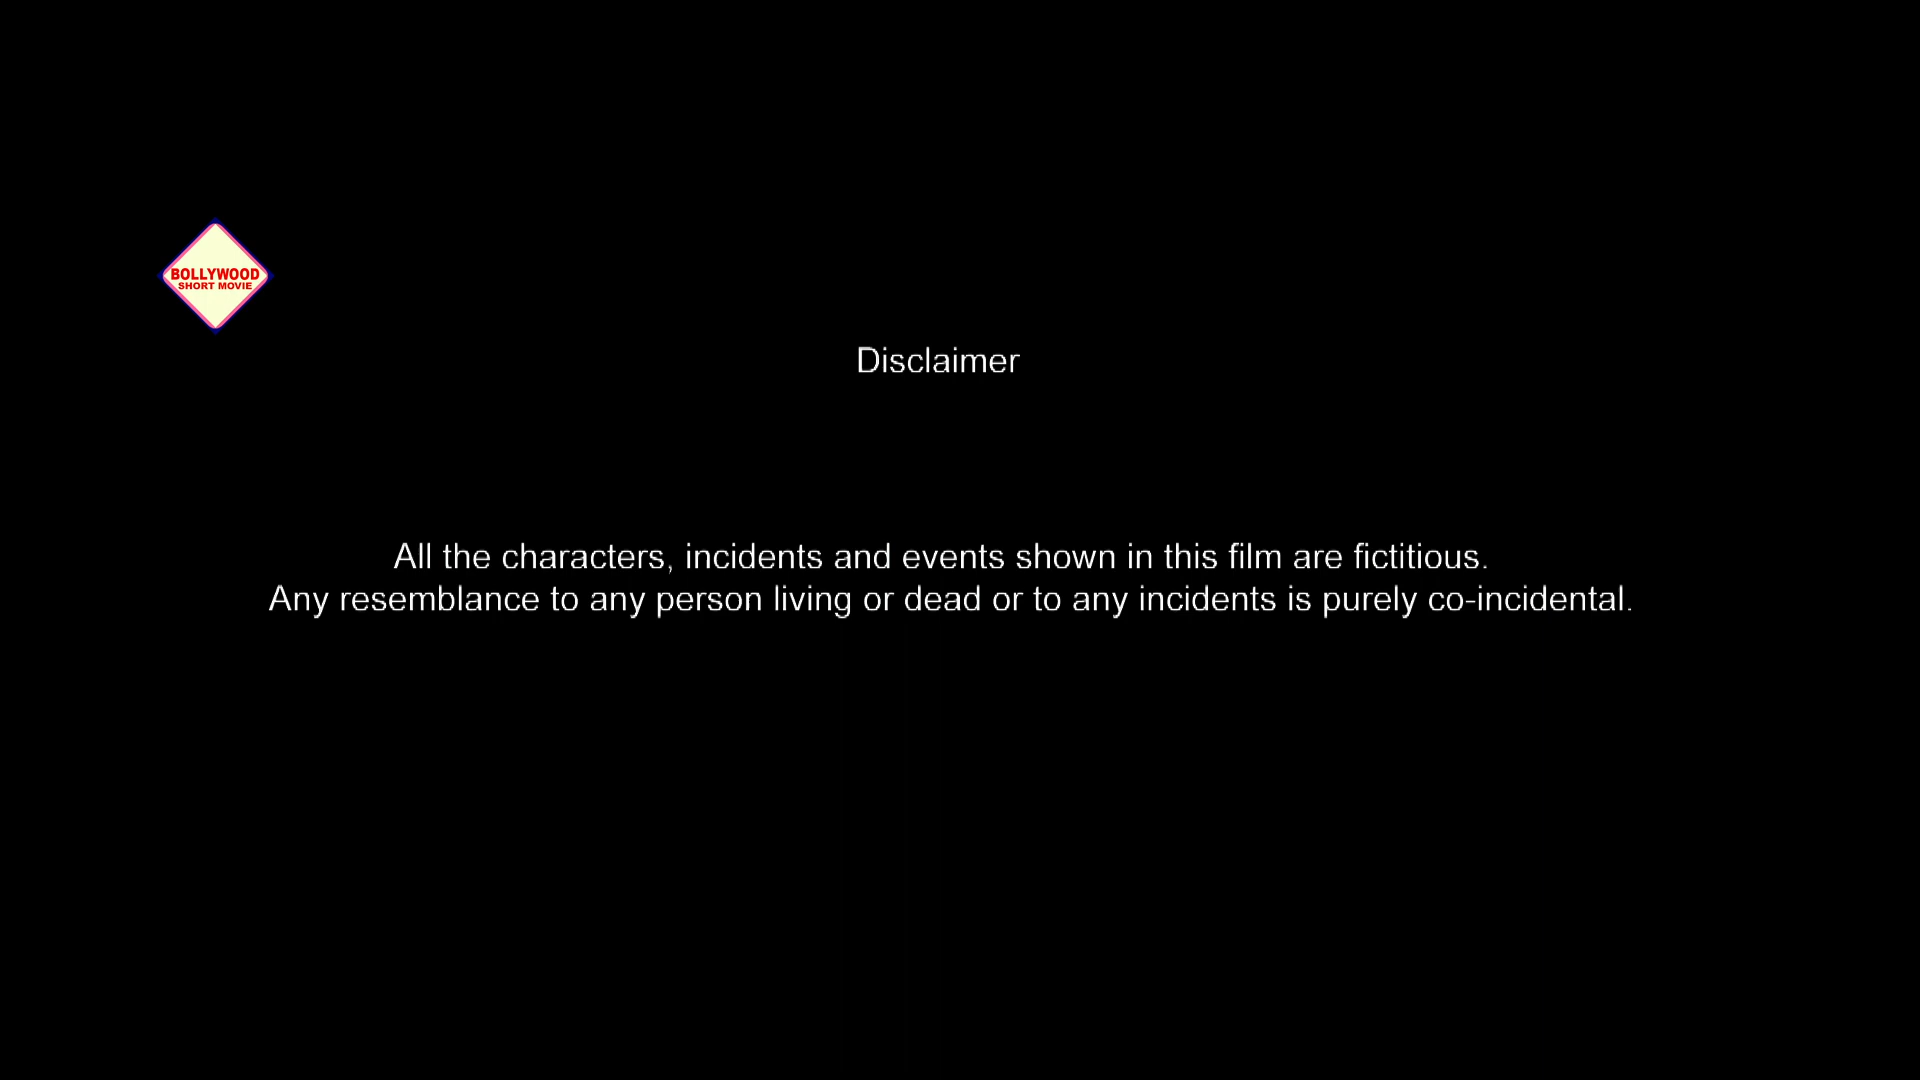 BOLLYWOOD
SHORT MOVIE
Disclaimer
All the characters, incidents and events shown in this film are fictitious.
Any resemblance to any person living or dead or to any incidents is purely co-incidental.